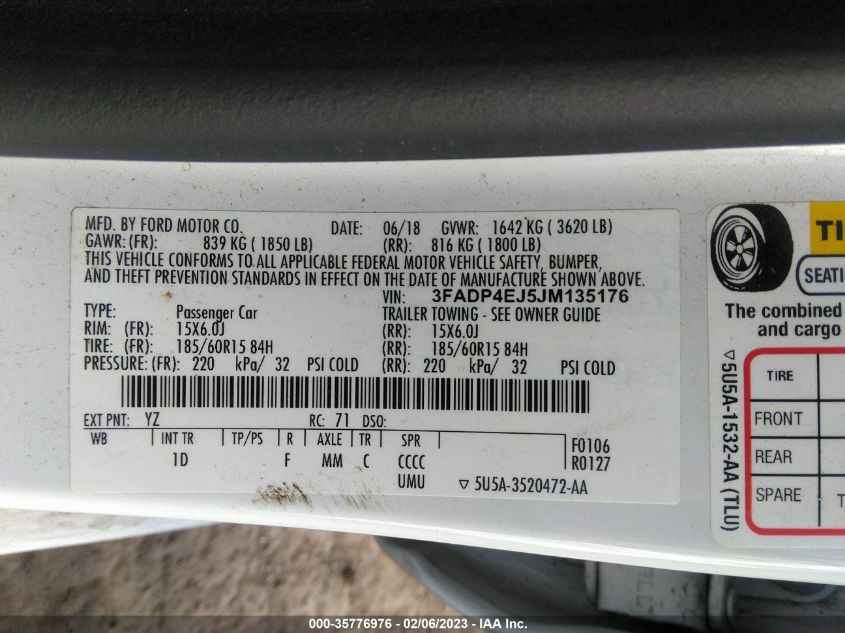 MFD. BY FORD MOTOR CO. DATE: 06/18 GVWR: 1642 KG ( 3620 LB)
GAWR: (FR): 839 KG ( 1850 LB) (RR): 816 KG ( 1800 LB)
THIS VEHICLE CONFORMS TO ALL APPLICABLE FEDERAL MOTOR VEHICLE SAFETY, BUMPER,
AND THEFT PREVENTION STANDARDS IN EFFECT ON THE DATE OF MANUFACTURE SHOWN ABOVE.
VIN: 3FADP4EJ5JM135176
TYPE: Passenger Car TRAILER TOWING - SEE OWNER GUIDE
RIM: (FR): 15X6.0J (RR): 15X6.0J
TIRE: (FR): 185/60R15 84H (RR): 185/60R15 84H
PRESSURE: (FR): 220 kPa/ 32 PSI COLD (RR): 220 kPa/ 32 PSI COLD
EXT PNT: YZ RC: 71 DSO:
WB INT TR TP/PS R AXLE TR SPR F0106
1D F MM C CCCC R0127
UMU ▽ 5U5A-3520472-AA
TI
SEATI
The combined
and cargo
TIRE
FRONT
REAR
SPARE T
▽5U5A-1532-AA (TLU)
000-35776976 - 02/06/2023 - IAA Inc.